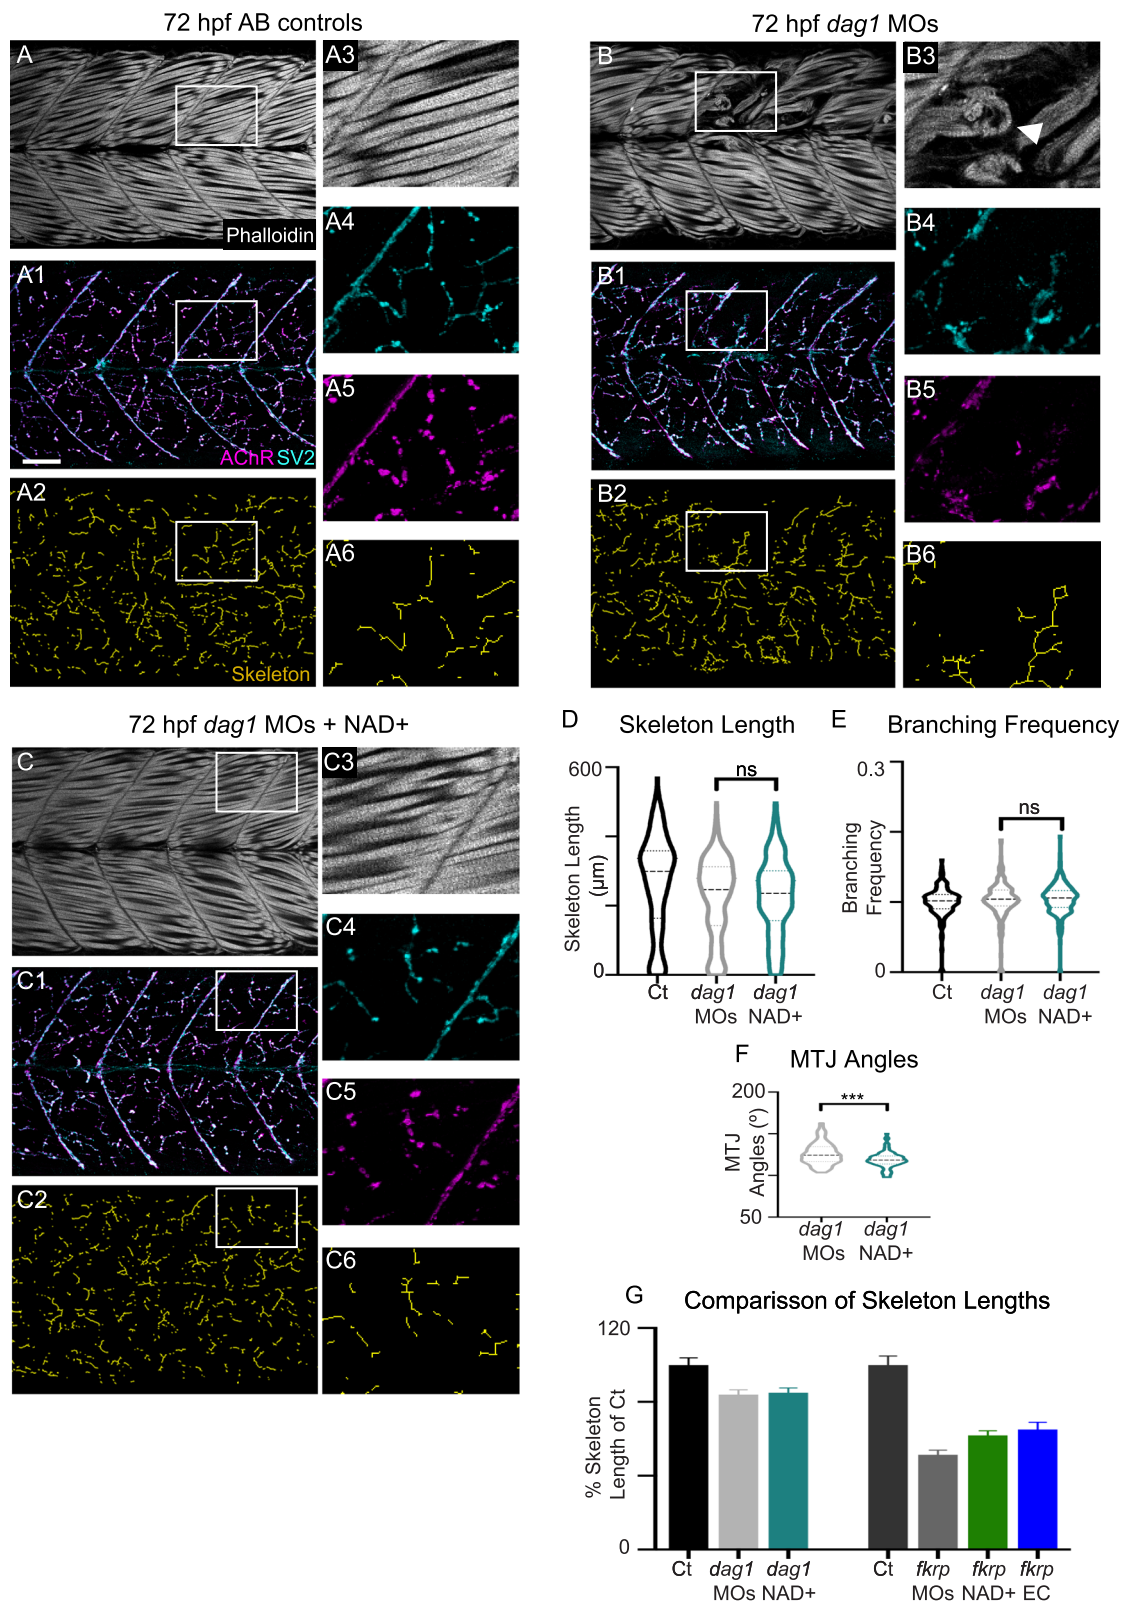 72 hpf AB controls
72 hpf dag1 MOs
A
Phalloidin
A3
A4
A1
AChR SV2
A5
A2
Skeleton
A6
B
B3
B4
B1
B5
B2
B6
72 hpf dag1 MOs + NAD+
C
C3
C4
C1
C5
C2
C6
D Skeleton Length
600
ns
Skeleton Length
(μm)
0
Ct dag1 dag1
MOs NAD+
E Branching Frequency
0.3
ns
Branching
Frequency
0
Ct dag1 dag1
MOs NAD+
F MTJ Angles
200
***
MTJ
Angles (º)
50
dag1 dag1
MOs NAD+
G Comparisson of Skeleton Lengths
120
% Skeleton
Length of Ct
0
Ct dag1 dag1 Ct fkrp fkrp fkrp
MOs NAD+ MOs NAD+ EC